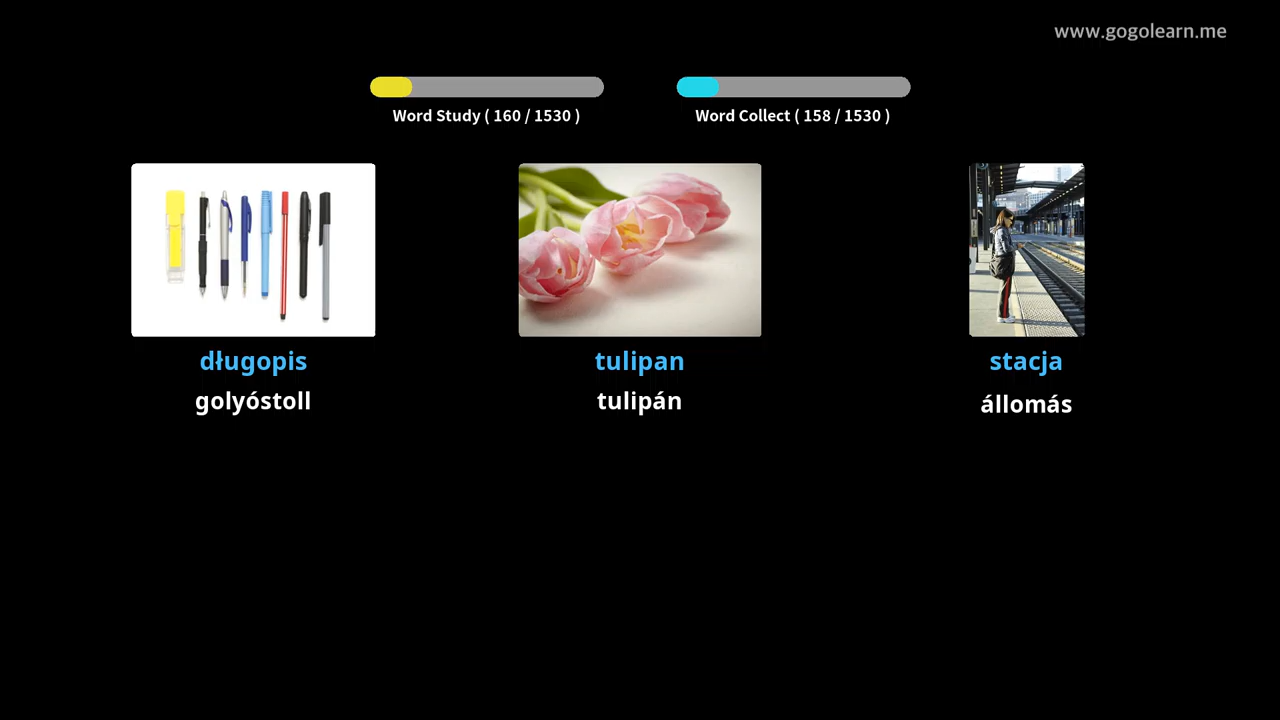 www.gogolearn.me
Word Study ( 160 / 1530 )
Word Collect ( 158 / 1530 )
długopis
golyóstoll
tulipan
tulipán
stacja
állomás